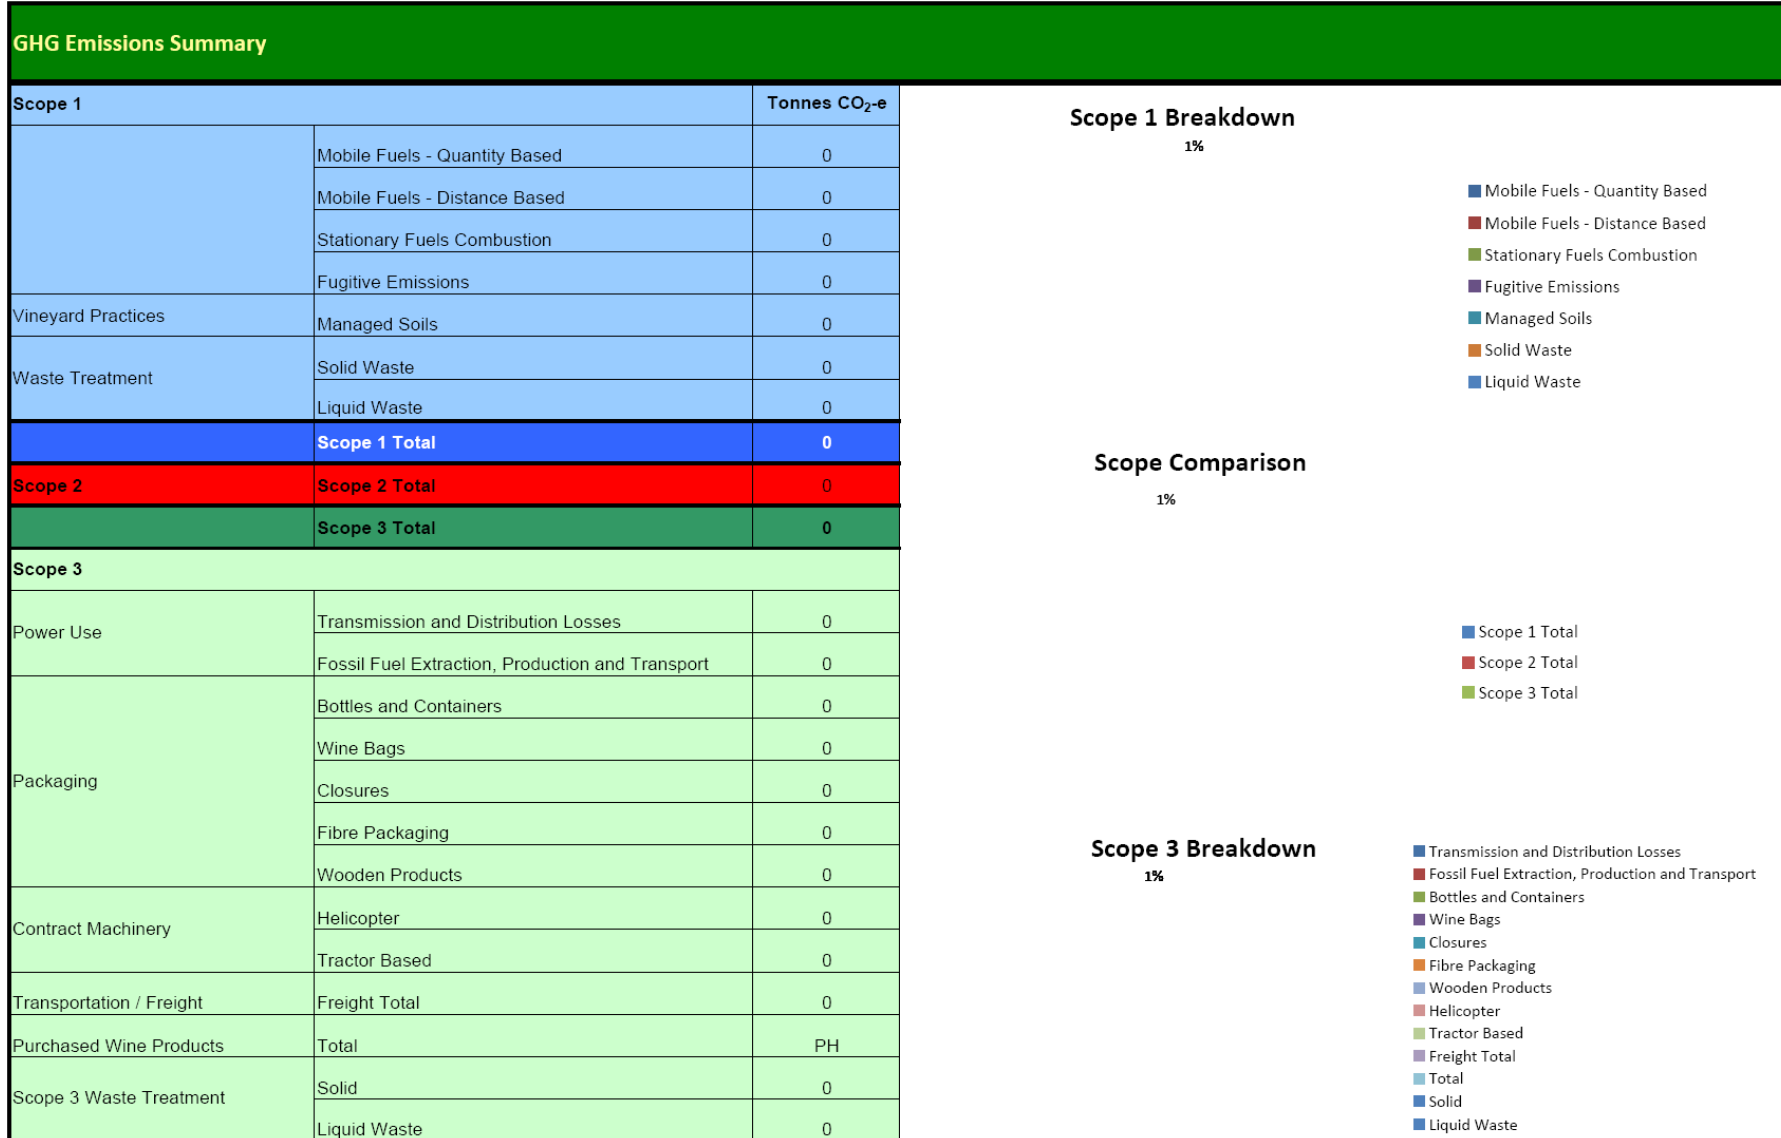 GHG Emissions Summary
Scope 1 Tonnes CO₂-e
Mobile Fuels - Quantity Based 0
Mobile Fuels - Distance Based 0
Stationary Fuels Combustion 0
Fugitive Emissions 0
Vineyard Practices Managed Soils 0
Waste Treatment
Solid Waste 0
Liquid Waste 0
Scope 1 Total 0
Scope 2 Scope 2 Total 0
Scope 3 Total 0
Scope 3
Power Use
Transmission and Distribution Losses 0
Fossil Fuel Extraction, Production and Transport 0
Packaging
Bottles and Containers 0
Wine Bags 0
Closures 0
Fibre Packaging 0
Wooden Products 0
Contract Machinery
Helicopter 0
Tractor Based 0
Transportation / Freight Freight Total 0
Purchased Wine Products Total PH
Scope 3 Waste Treatment
Solid 0
Liquid Waste 0
Scope 1 Breakdown
1%
Mobile Fuels - Quantity Based
Mobile Fuels - Distance Based
Stationary Fuels Combustion
Fugitive Emissions
Managed Soils
Solid Waste
Liquid Waste
Scope Comparison
1%
Scope 1 Total
Scope 2 Total
Scope 3 Total
Scope 3 Breakdown
1%
Transmission and Distribution Losses
Fossil Fuel Extraction, Production and Transport
Bottles and Containers
Wine Bags
Closures
Fibre Packaging
Wooden Products
Helicopter
Tractor Based
Freight Total
Total
Solid
Liquid Waste